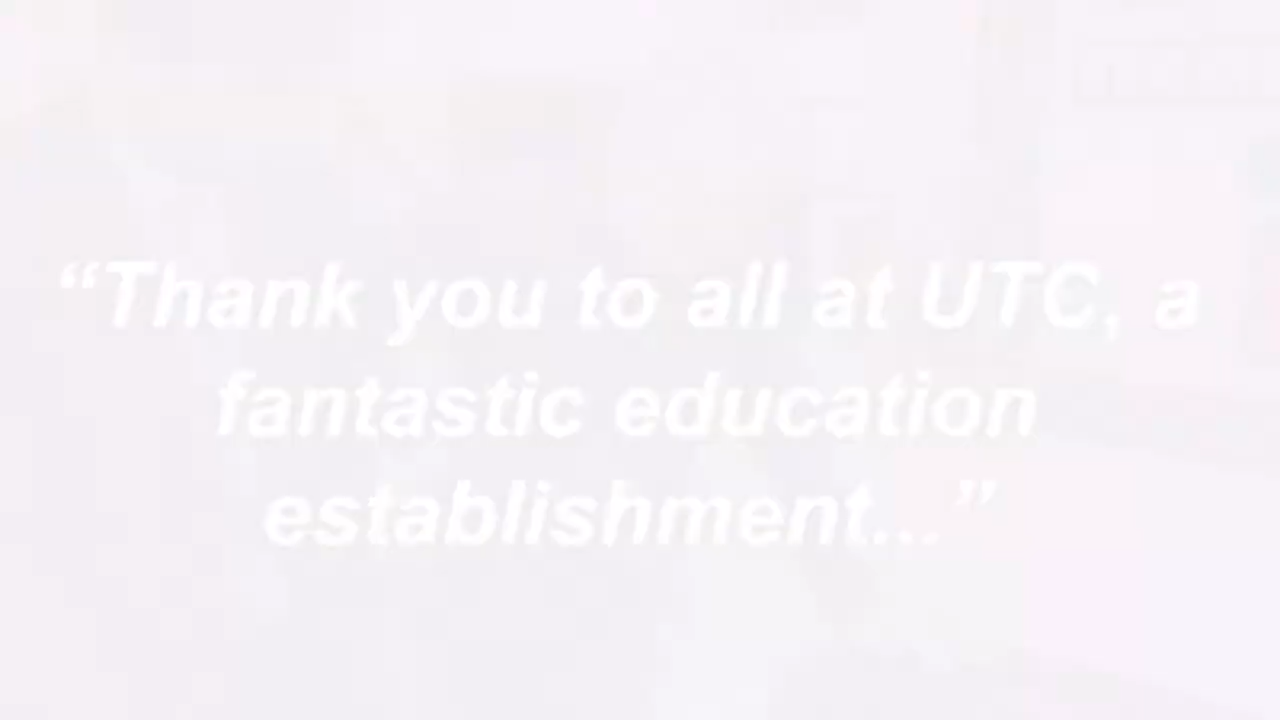 “Thank you to all at UTC, a
fantastic education
establishment...”